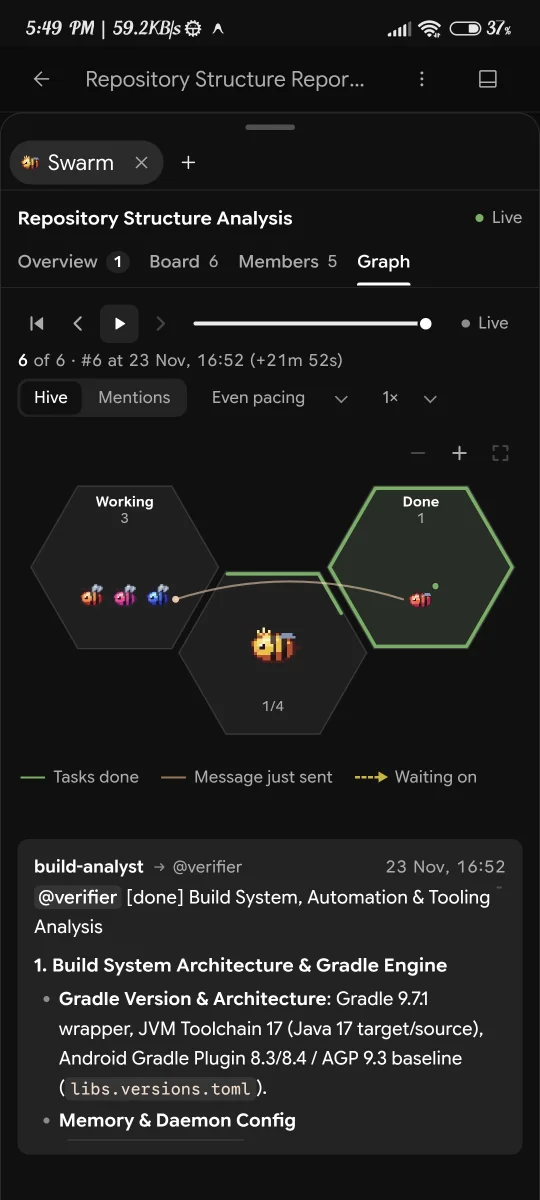 5:49 PM | 59.2KB/s
37%
Repository Structure Repor...
Swarm
Repository Structure Analysis
Live
Overview 1 Board 6 Members 5 Graph
Live
6 of 6 · #6 at 23 Nov, 16:52 (+21m 52s)
Hive Mentions Even pacing 1×
Working
3
Done
1
1/4
Tasks done Message just sent Waiting on
build-analyst → @verifier 23 Nov, 16:52
@verifier [done] Build System, Automation & Tooling
Analysis
1. Build System Architecture & Gradle Engine
• Gradle Version & Architecture: Gradle 9.7.1
wrapper, JVM Toolchain 17 (Java 17 target/source),
Android Gradle Plugin 8.3/8.4 / AGP 9.3 baseline
(libs.versions.toml).
• Memory & Daemon Config